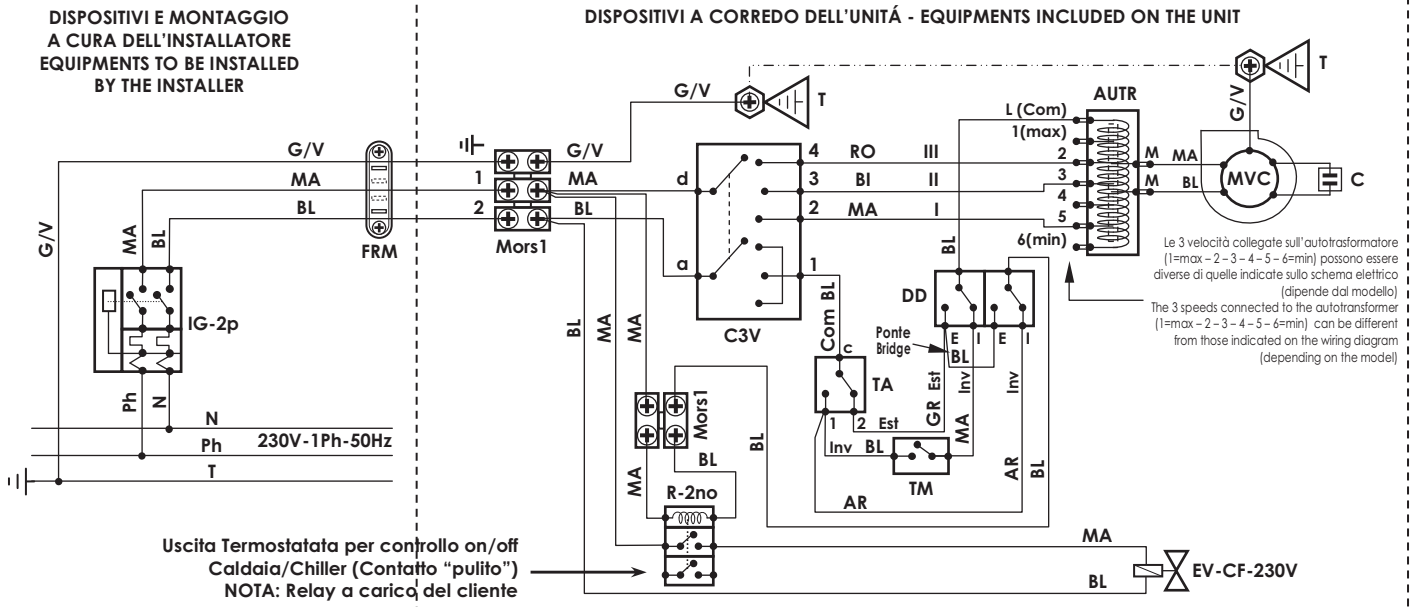 DISPOSITIVI E MONTAGGIO
A CURA DELL'INSTALLATORE
EQUIPMENTS TO BE INSTALLED
BY THE INSTALLER
DISPOSITIVI A CORREDO DELL'UNITÁ - EQUIPMENTS INCLUDED ON THE UNIT
G/V
T
T
G/V
AUTR
L (Com)
1(max)
2
3
4
5
6(min)
M
MA
M
BL
MVC
C
G/V
G/V
1
MA
MA
2
BL
BL
FRM
Mors1
d
a
4
RO
III
3
BI
II
2
MA
I
1
C3V
G/V
MA
BL
IG-2p
Ph
N
N
Ph
230V-1Ph-50Hz
T
Le 3 velocità collegate sull'autotrasformatore
(1=max – 2 – 3 – 4 – 5 – 6=min) possono essere
diverse di quelle indicate sullo schema elettrico
(dipende dal modello)
The 3 speeds connected to the autotransformer
(1=max – 2 – 3 – 4 – 5 – 6=min) can be different
from those indicated on the wiring diagram
(depending on the model)
BL
DD
E
I
E
I
Ponte
Bridge
BL
Com BL
C
TA
1
2
Est
Inv
BL
GR Est
MA Inv
Inv
AR
BL
TM
AR
BL
MA
MA
Mors1
BL
MA
BL
R-2no
MA
BL
EV-CF-230V
Uscita Termostatata per controllo on/off
Caldaia/Chiller (Contatto "pulito")
NOTA: Relay a carico del cliente